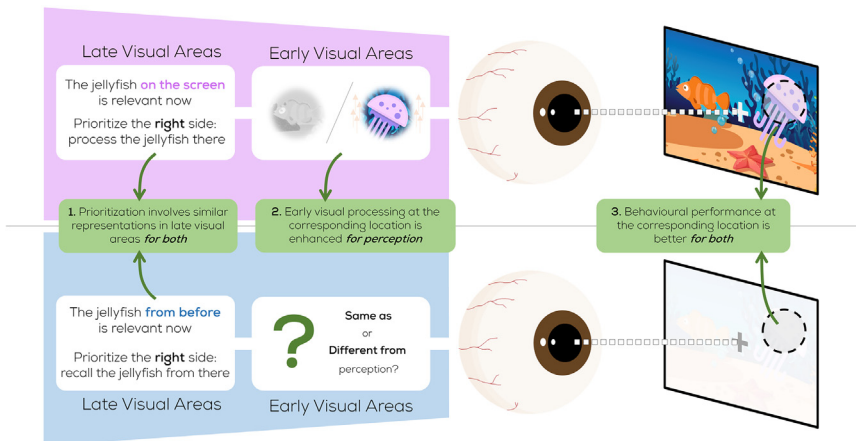 Late Visual Areas
Early Visual Areas
The jellyfish on the screen
is relevant now
Prioritize the right side:
process the jellyfish there
1. Prioritization involves similar
representations in late visual
areas for both
2. Early visual processing at the
corresponding location is
enhanced for perception
3. Behavioural performance at
the corresponding location is
better for both
The jellyfish from before
is relevant now
Prioritize the right side:
recall the jellyfish from there
?
Same as
or
Different from
perception?
Late Visual Areas
Early Visual Areas